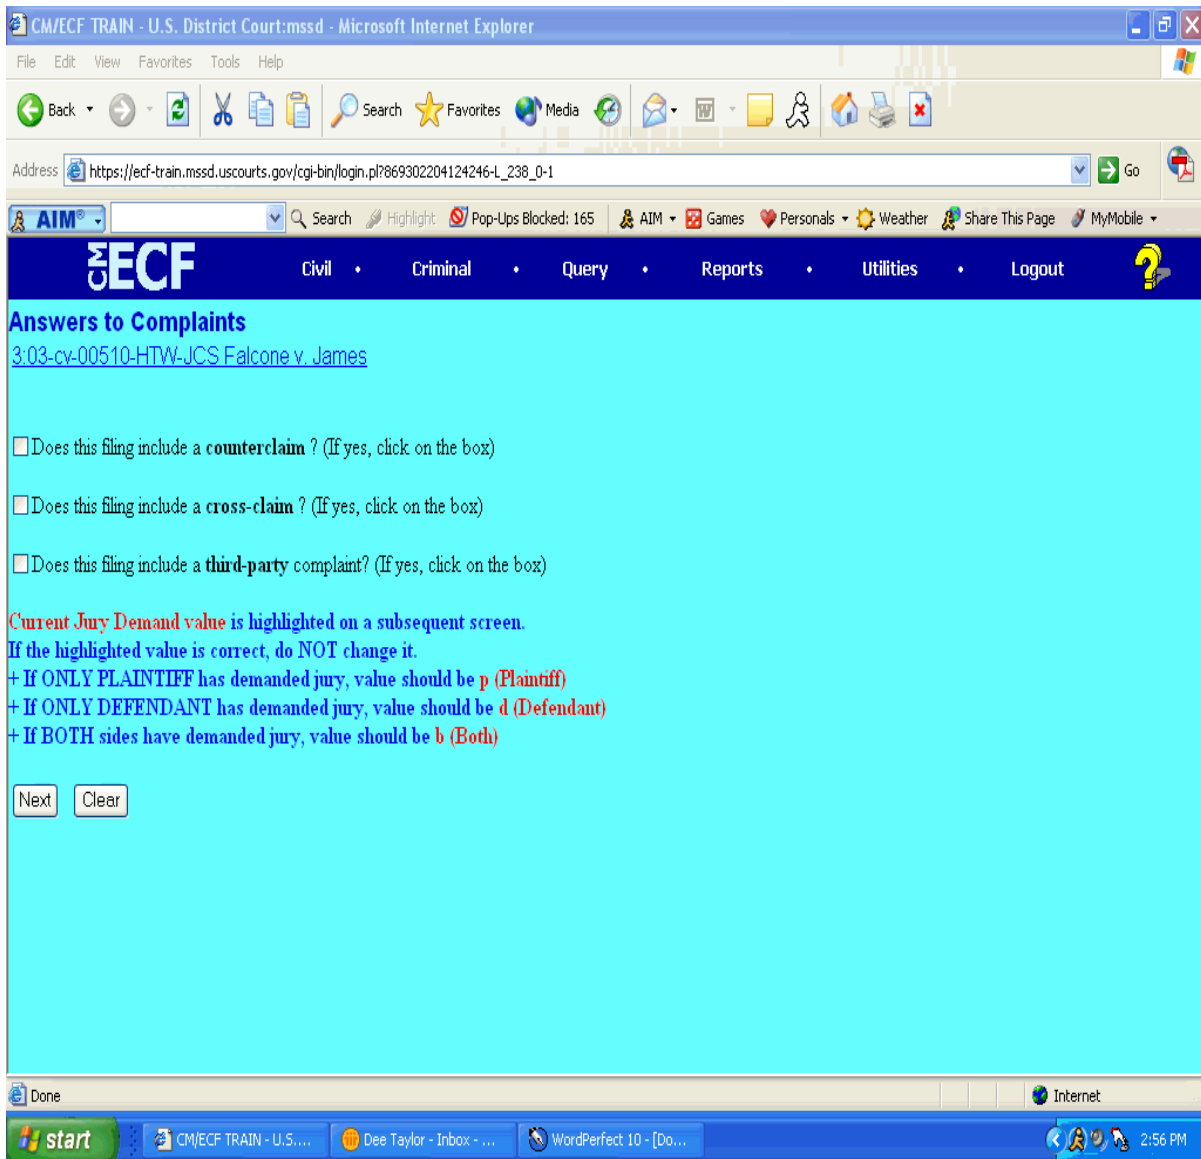 CM/ECF TRAIN - U.S. District Court:mssd - Microsoft Internet Explorer
File Edit View Favorites Tools Help
Back Search Favorites Media
Address https://ecf-train.mssd.uscourts.gov/cgi-bin/login.pl?869302204124246-L_238_0-1 Go
AIM® Search Highlight Pop-Ups Blocked: 165 AIM Games Personals Weather Share This Page MyMobile
CM ECF Civil • Criminal • Query • Reports • Utilities • Logout ?
Answers to Complaints
3:03-cv-00510-HTW-JCS Falcone v. James
Does this filing include a counterclaim ? (If yes, click on the box)
Does this filing include a cross-claim ? (If yes, click on the box)
Does this filing include a third-party complaint? (If yes, click on the box)
Current Jury Demand value is highlighted on a subsequent screen.
If the highlighted value is correct, do NOT change it.
+ If ONLY PLAINTIFF has demanded jury, value should be p (Plaintiff)
+ If ONLY DEFENDANT has demanded jury, value should be d (Defendant)
+ If BOTH sides have demanded jury, value should be b (Both)
Next Clear
Done Internet
start CM/ECF TRAIN - U.S.... Dee Taylor - Inbox - ... WordPerfect 10 - [Do... 2:56 PM